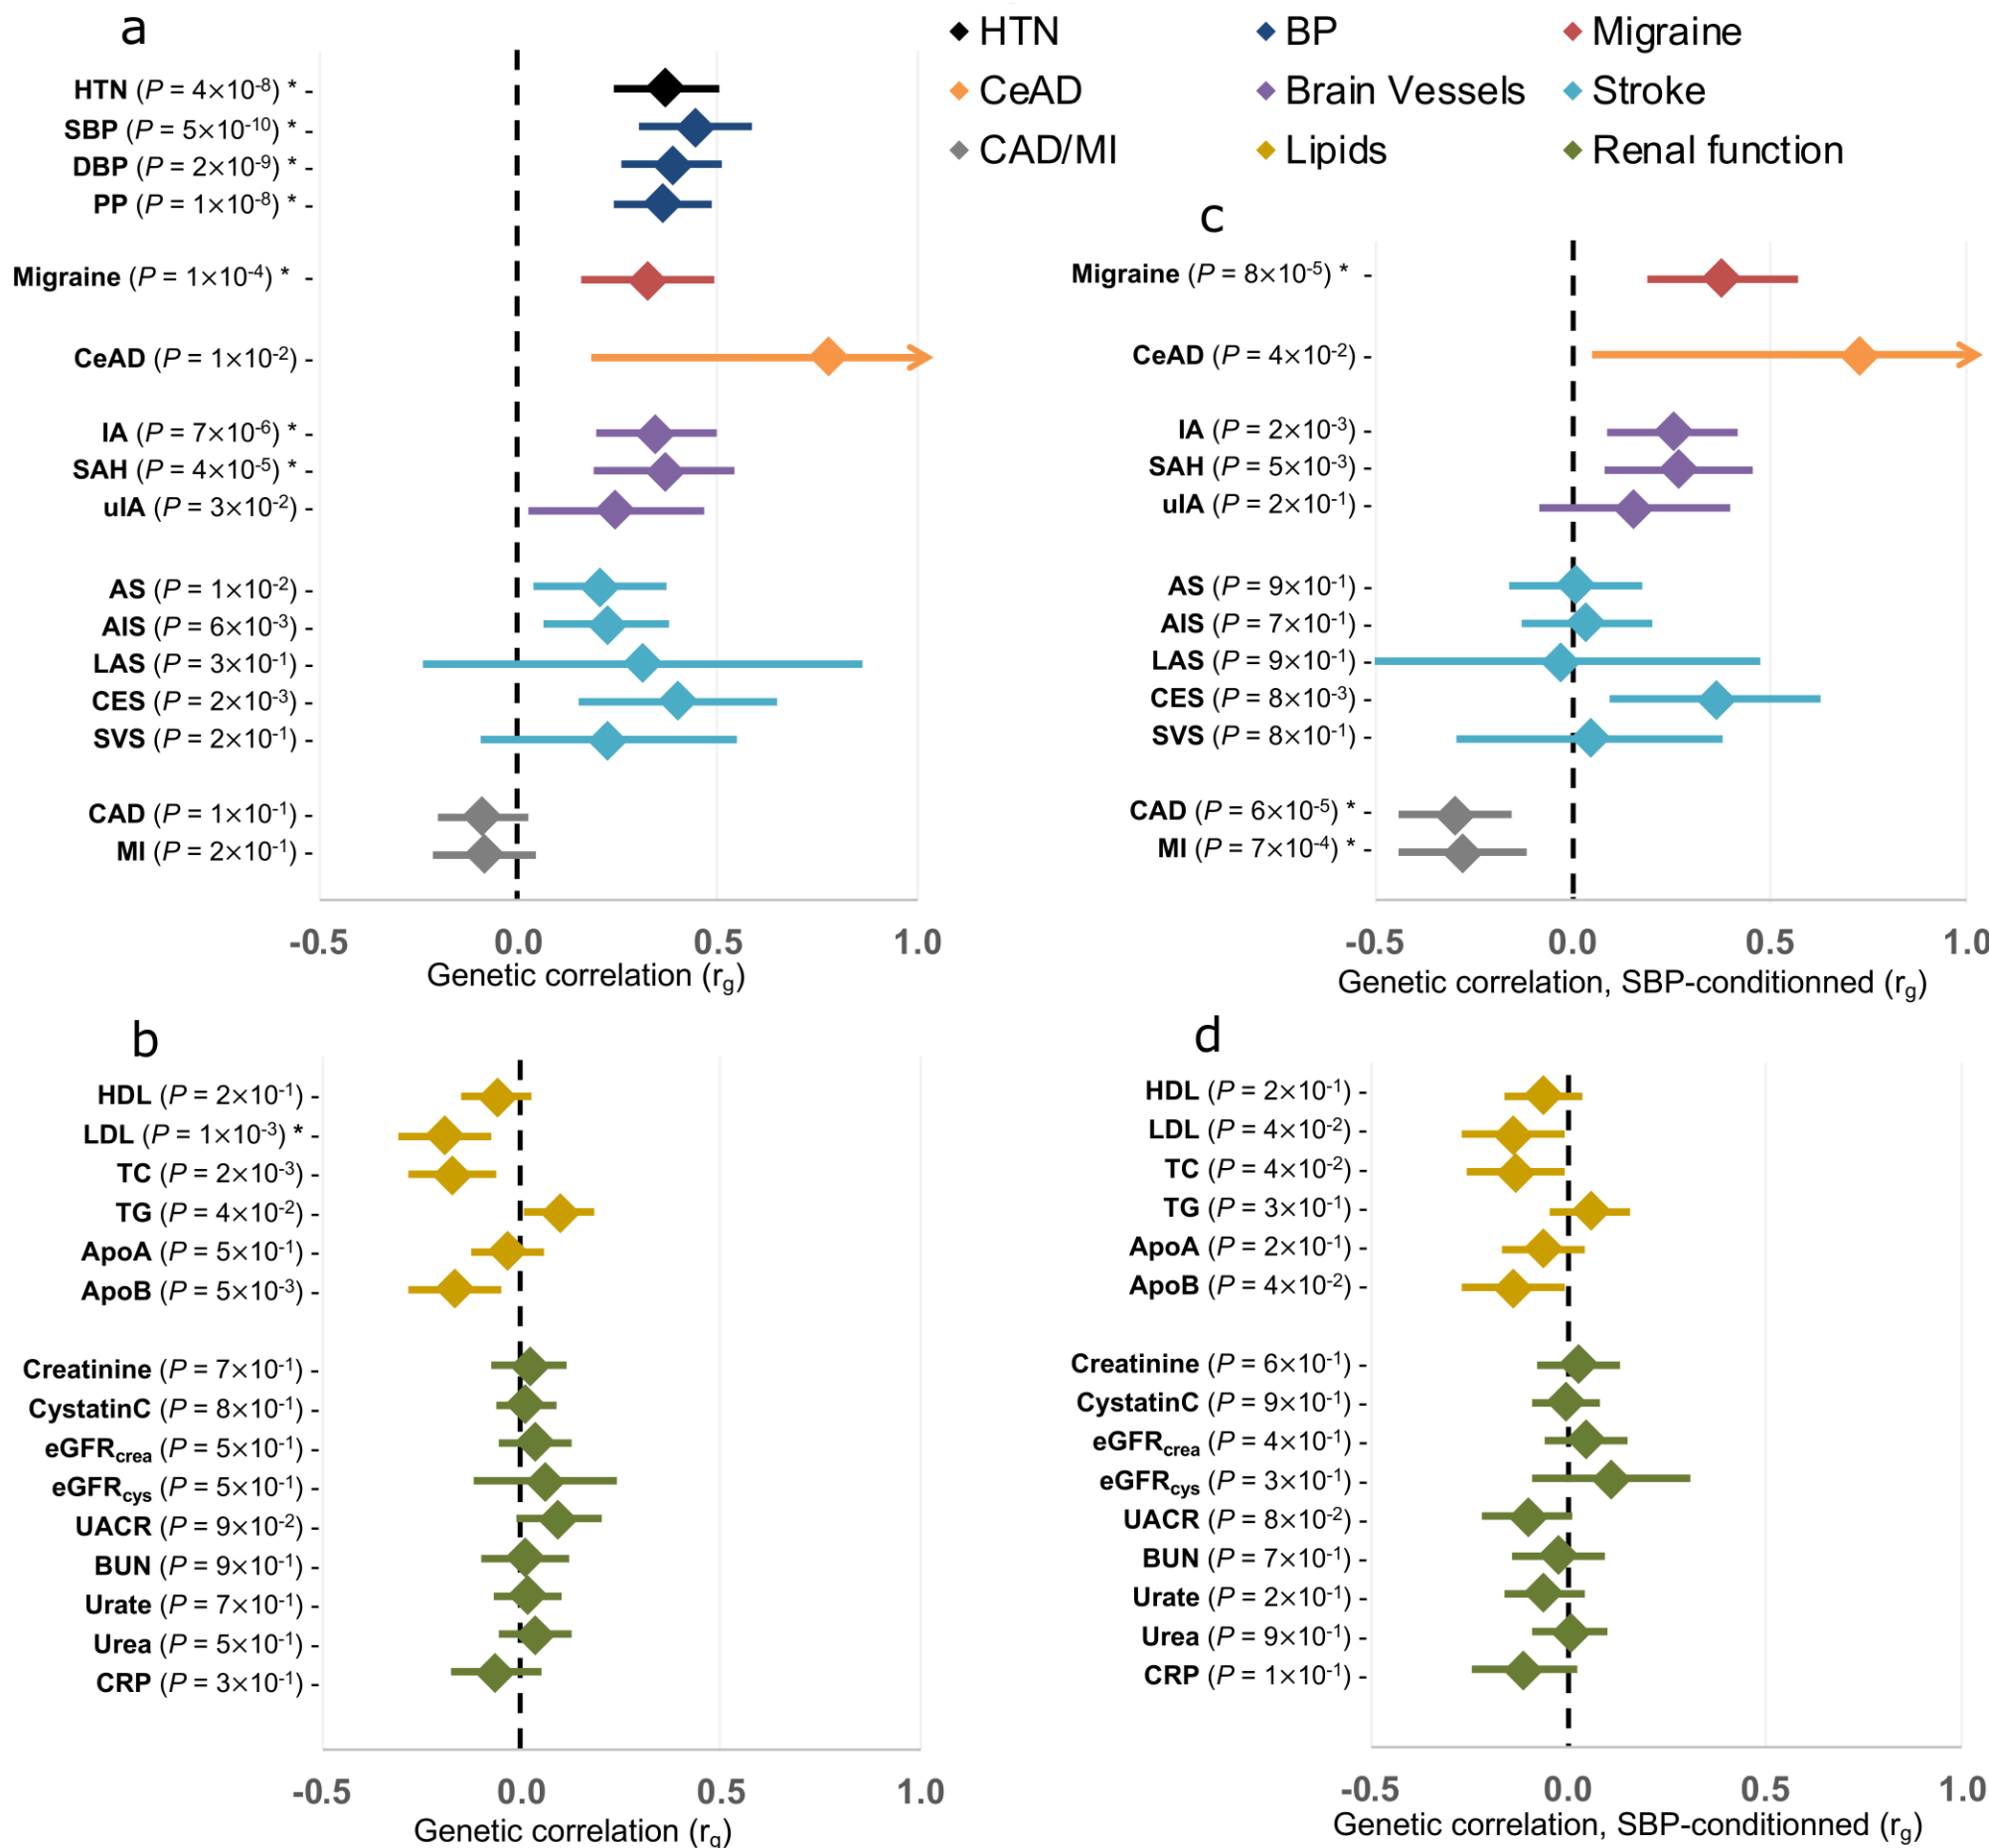 a
HTN (P = 4×10-8) * -
SBP (P = 5×10-10) * -
DBP (P = 2×10-9) * -
PP (P = 1×10-8) * -
Migraine (P = 1×10-4) * -
CeAD (P = 1×10-2) -
IA (P = 7×10-6) * -
SAH (P = 4×10-5) * -
uIA (P = 3×10-2) -
AS (P = 1×10-2) -
AIS (P = 6×10-3) -
LAS (P = 3×10-1) -
CES (P = 2×10-3) -
SVS (P = 2×10-1) -
CAD (P = 1×10-1) -
MI (P = 2×10-1) -
-0.5 0.0 0.5 1.0
Genetic correlation (rg)
HTN BP Migraine
CeAD Brain Vessels Stroke
CAD/MI Lipids Renal function
c
Migraine (P = 8×10-5) * -
CeAD (P = 4×10-2) -
IA (P = 2×10-3) -
SAH (P = 5×10-3) -
uIA (P = 2×10-1) -
AS (P = 9×10-1) -
AIS (P = 7×10-1) -
LAS (P = 9×10-1) -
CES (P = 8×10-3) -
SVS (P = 8×10-1) -
CAD (P = 6×10-5) * -
MI (P = 7×10-4) * -
-0.5 0.0 0.5 1.0
Genetic correlation, SBP-conditionned (rg)
b
HDL (P = 2×10-1) -
LDL (P = 1×10-3) * -
TC (P = 2×10-3) -
TG (P = 4×10-2) -
ApoA (P = 5×10-1) -
ApoB (P = 5×10-3) -
Creatinine (P = 7×10-1) -
CystatinC (P = 8×10-1) -
eGFRcrea (P = 5×10-1) -
eGFRcys (P = 5×10-1) -
UACR (P = 9×10-2) -
BUN (P = 9×10-1) -
Urate (P = 7×10-1) -
Urea (P = 5×10-1) -
CRP (P = 3×10-1) -
-0.5 0.0 0.5 1.0
Genetic correlation (rg)
d
HDL (P = 2×10-1) -
LDL (P = 4×10-2) -
TC (P = 4×10-2) -
TG (P = 3×10-1) -
ApoA (P = 2×10-1) -
ApoB (P = 4×10-2) -
Creatinine (P = 6×10-1) -
CystatinC (P = 9×10-1) -
eGFRcrea (P = 4×10-1) -
eGFRcys (P = 3×10-1) -
UACR (P = 8×10-2) -
BUN (P = 7×10-1) -
Urate (P = 2×10-1) -
Urea (P = 9×10-1) -
CRP (P = 1×10-1) -
-0.5 0.0 0.5 1.0
Genetic correlation, SBP-conditionned (rg)